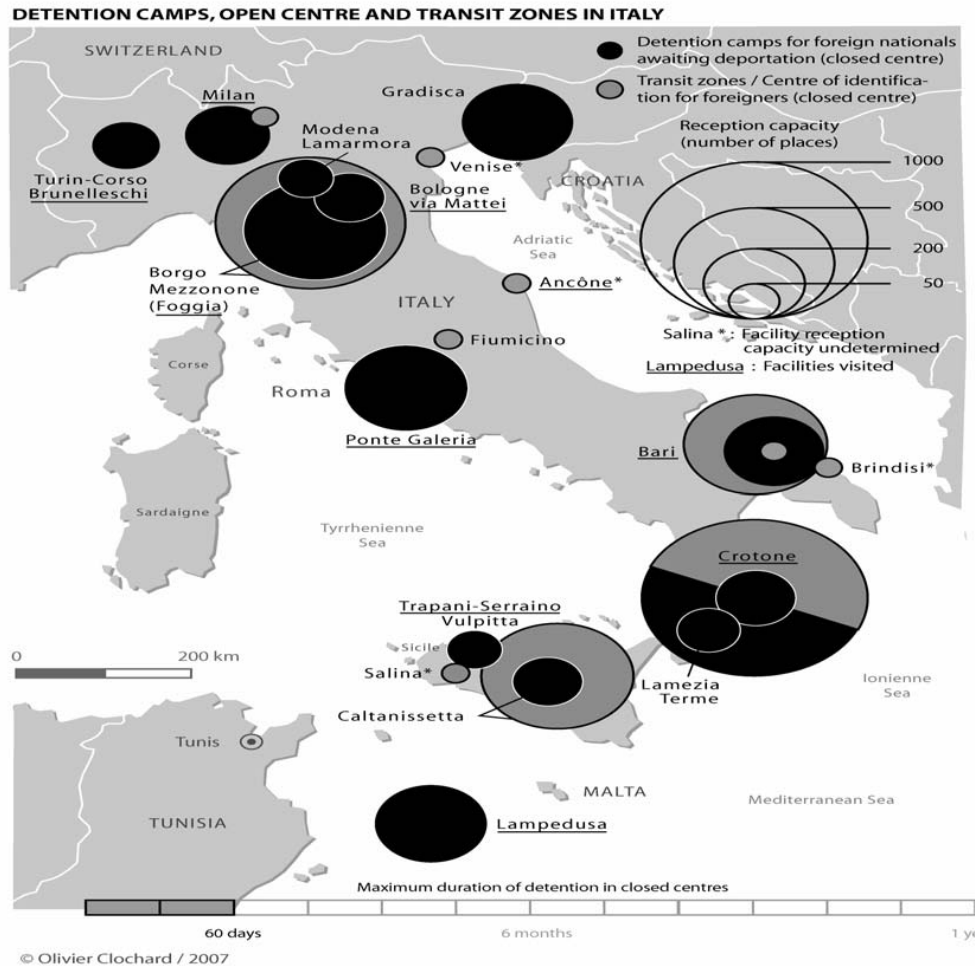 DETENTION CAMPS, OPEN CENTRE AND TRANSIT ZONES IN ITALY
SWITZERLAND
Detention camps for foreign nationals
awaiting deportation (closed centre)
Transit zones / Centre of identifica-
tion for foreigners (closed centre)
Milan
Gradisca
Reception capacity
(number of places)
1000
500
200
50
Modena
Lamarmora
Venise*
Turin-Corso
Brunelleschi
Bologne
via Mattei
CROATIA
Adriatic
Sea
Borgo
Mezzonone
(Foggia)
ITALY
Ancône*
Salina * : Facility reception
capacity undetermined
Lampedusa : Facilities visited
Fiumicino
Corse
Roma
Ponte Galeria
Bari
Brindisi*
Sardaigne
Tyrrhenienne
Sea
Crotone
Trapani-Serraino
Vulpitta
Sicile
Salina*
0 200 km
Lamezia
Terme
Ionienne
Sea
Caltanissetta
Tunis
MALTA
Mediterranean Sea
TUNISIA
Lampedusa
Maximum duration of detention in closed centres
60 days
6 months
1 ye
© Olivier Clochard / 2007